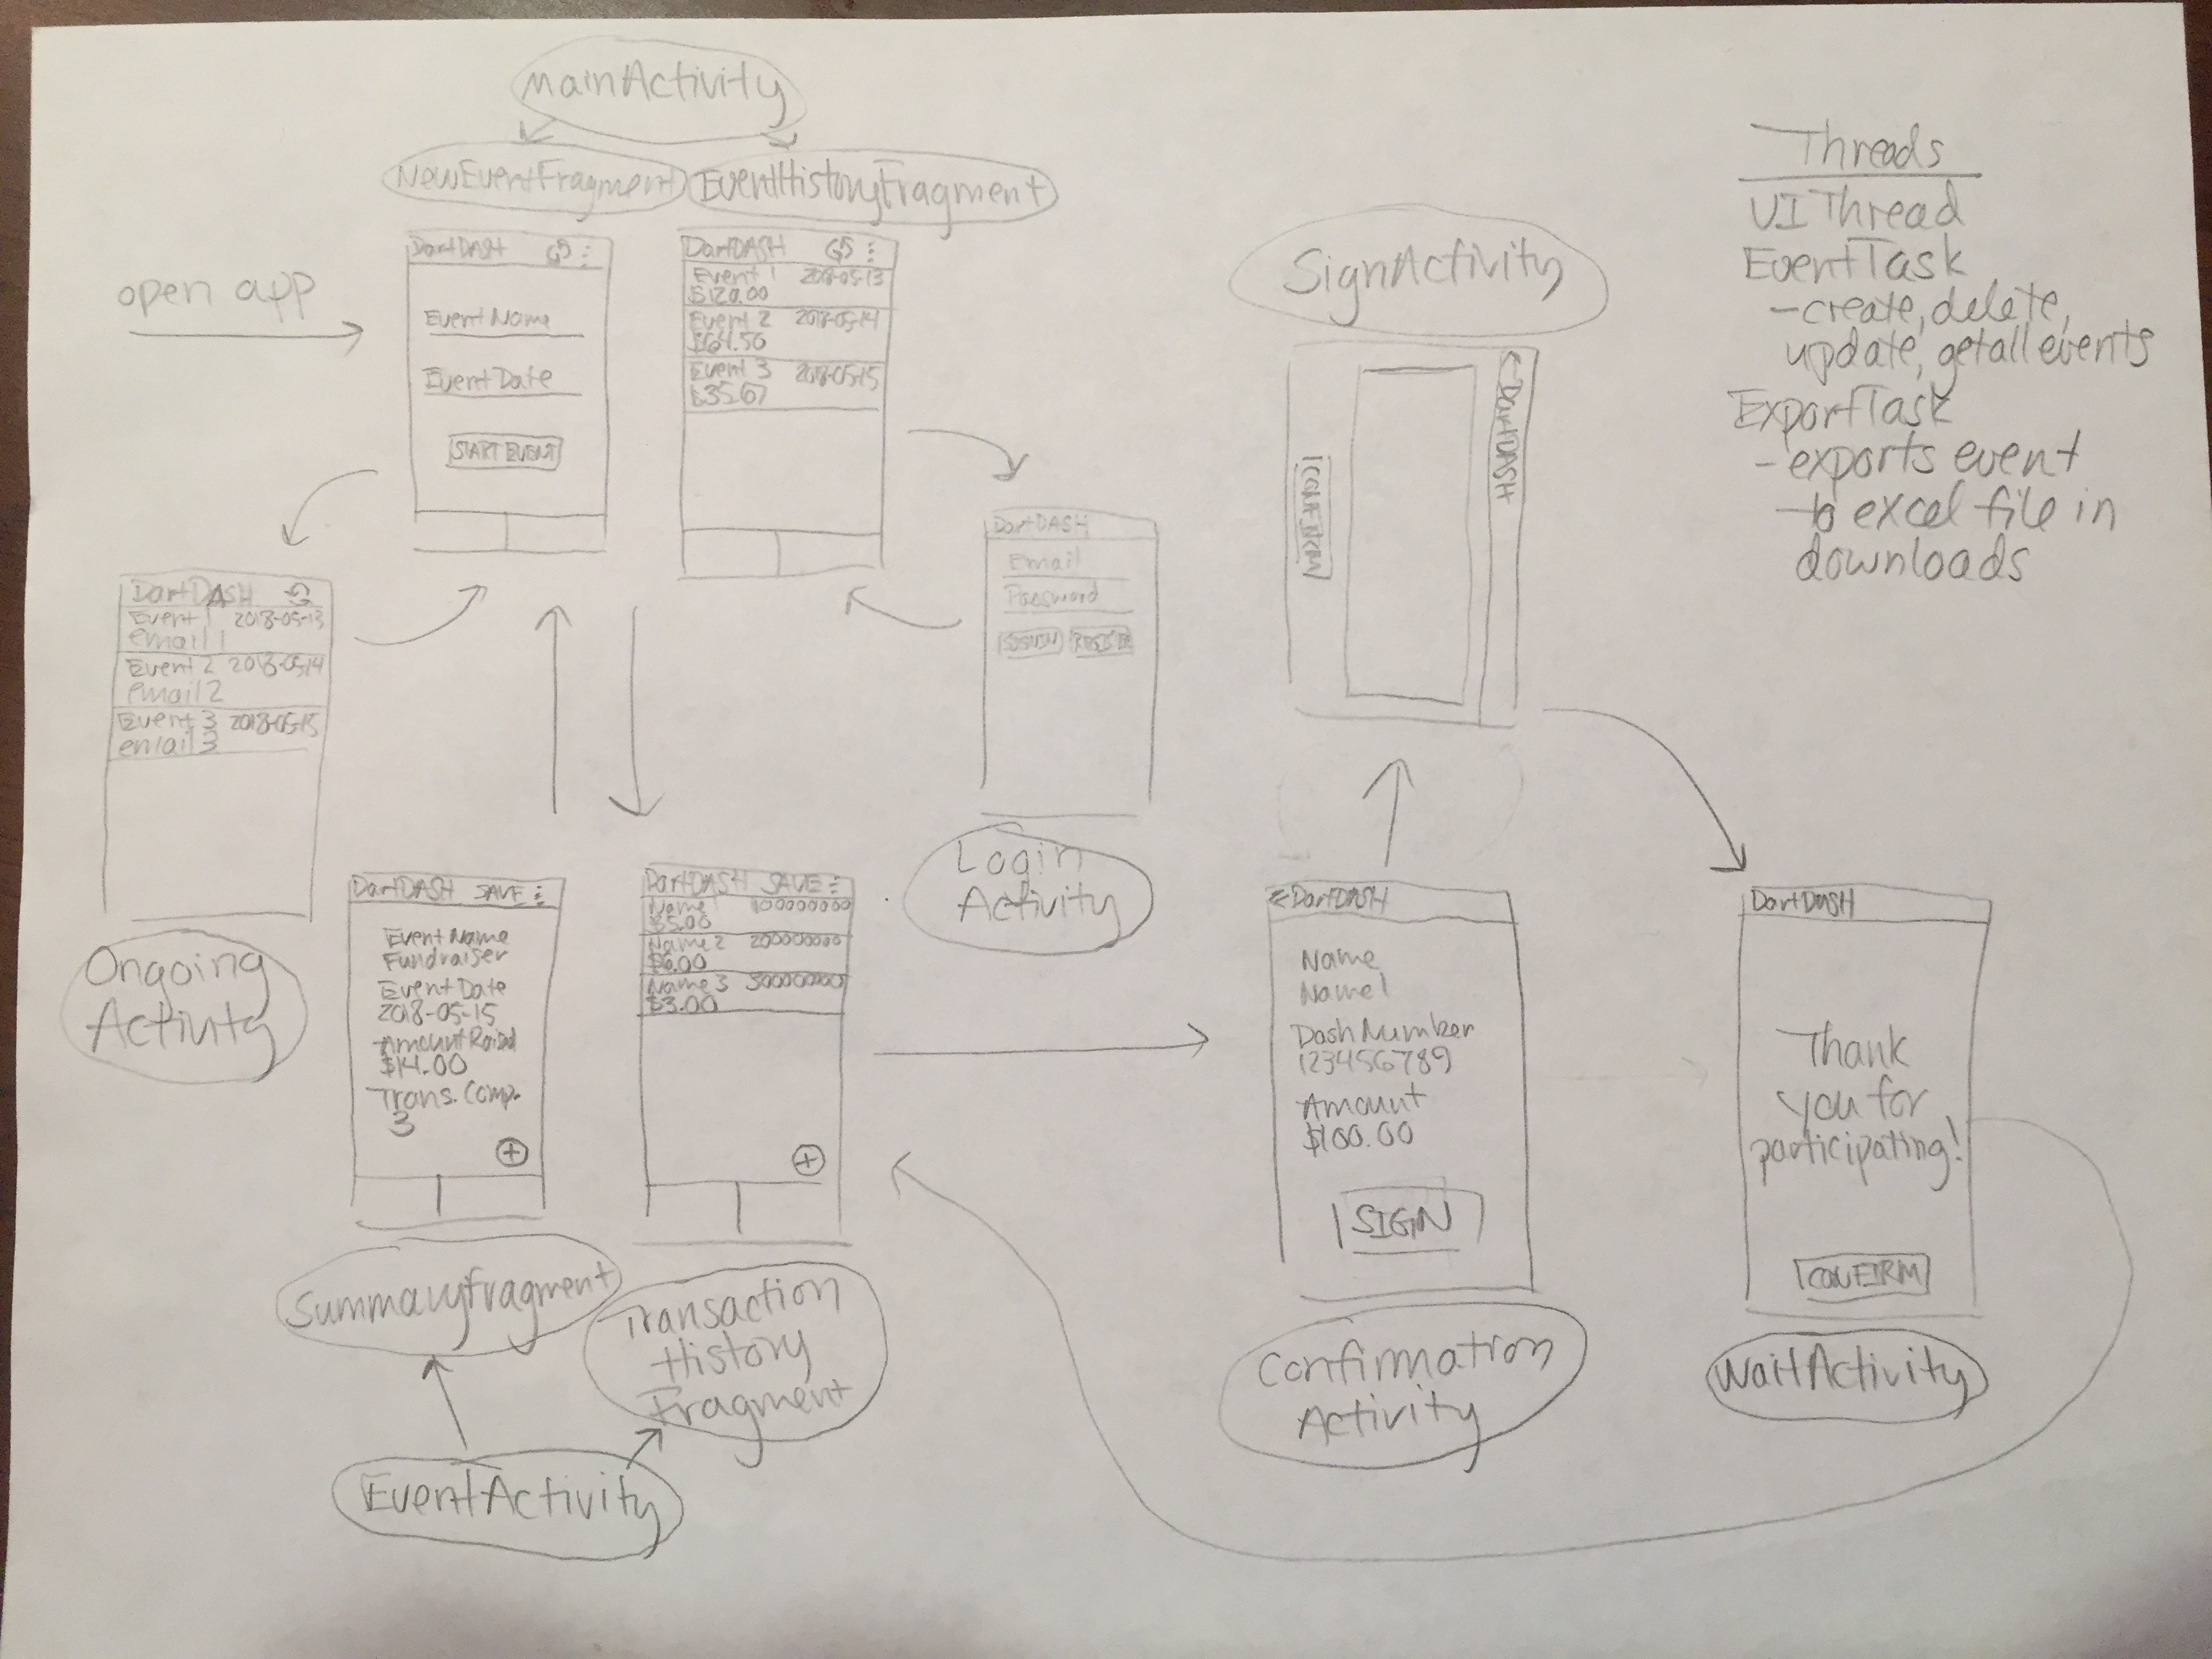 MainActivity
NewEventFragment
EventHistoryFragment
open app
DartDASH
Event Name
Event Date
START EVENT
DartDASH
Event 1 2018-05-13
$120.00
Event 2 2018-05-14
$64.50
Event 3 2018-05-15
$35.67
SignActivity
← DartDASH
CONFIRM
Threads
UI Thread
EventTask
- create, delete,
update, get all events
ExportTask
- exports event
to excel file in
downloads
DartDASH
Event 1 2018-05-13
email 1
Event 2 2018-05-14
email 2
Event 3 2018-05-15
email 3
Ongoing
Activity
DartDASH
Email
Password
REGISTER
Login
Activity
DartDASH SAVE
Event Name
Fundraiser
Event Date
2018-05-15
Amount Raised
$14.00
Trans. Comp.
3
+
SummaryFragment
DartDASH SAVE
Name 1 100000000
$5.00
Name 2 200000000
$6.00
Name 3 300000000
$3.00
+
Transaction
History
Fragment
EventActivity
← DartDASH
Name
Name1
Dash Number
123456789
Amount
$100.00
SIGN
Confirmation
Activity
DartDASH
Thank
you for
participating!
CONFIRM
WaitActivity